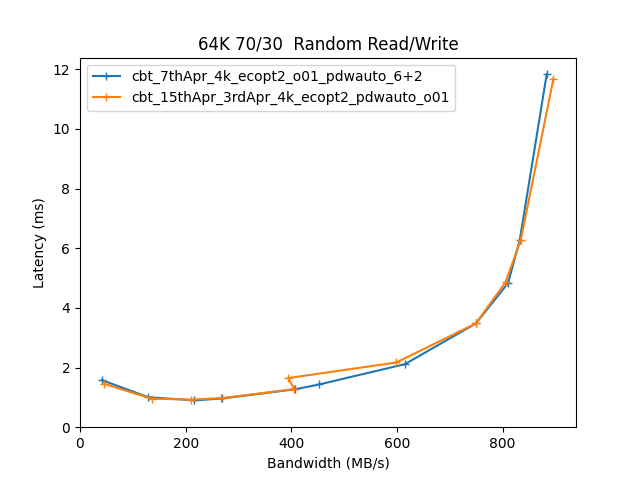 64K 70/30  Random Read/Write
cbt_7thApr_4k_ecopt2_o01_pdwauto_6+2
cbt_15thApr_3rdApr_4k_ecopt2_pdwauto_o01
12
10
8
6
4
2
0
Latency (ms)
0 200 400 600 800
Bandwidth (MB/s)